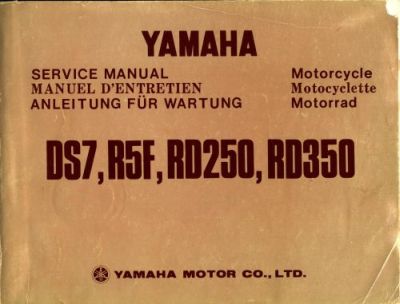 YAMAHA
SERVICE MANUAL Motorcycle
MANUEL D'ENTRETIEN Motocyclette
ANLEITUNG FÜR WARTUNG Motorrad
DS7, R5F, RD250, RD350
YAMAHA MOTOR CO., LTD.